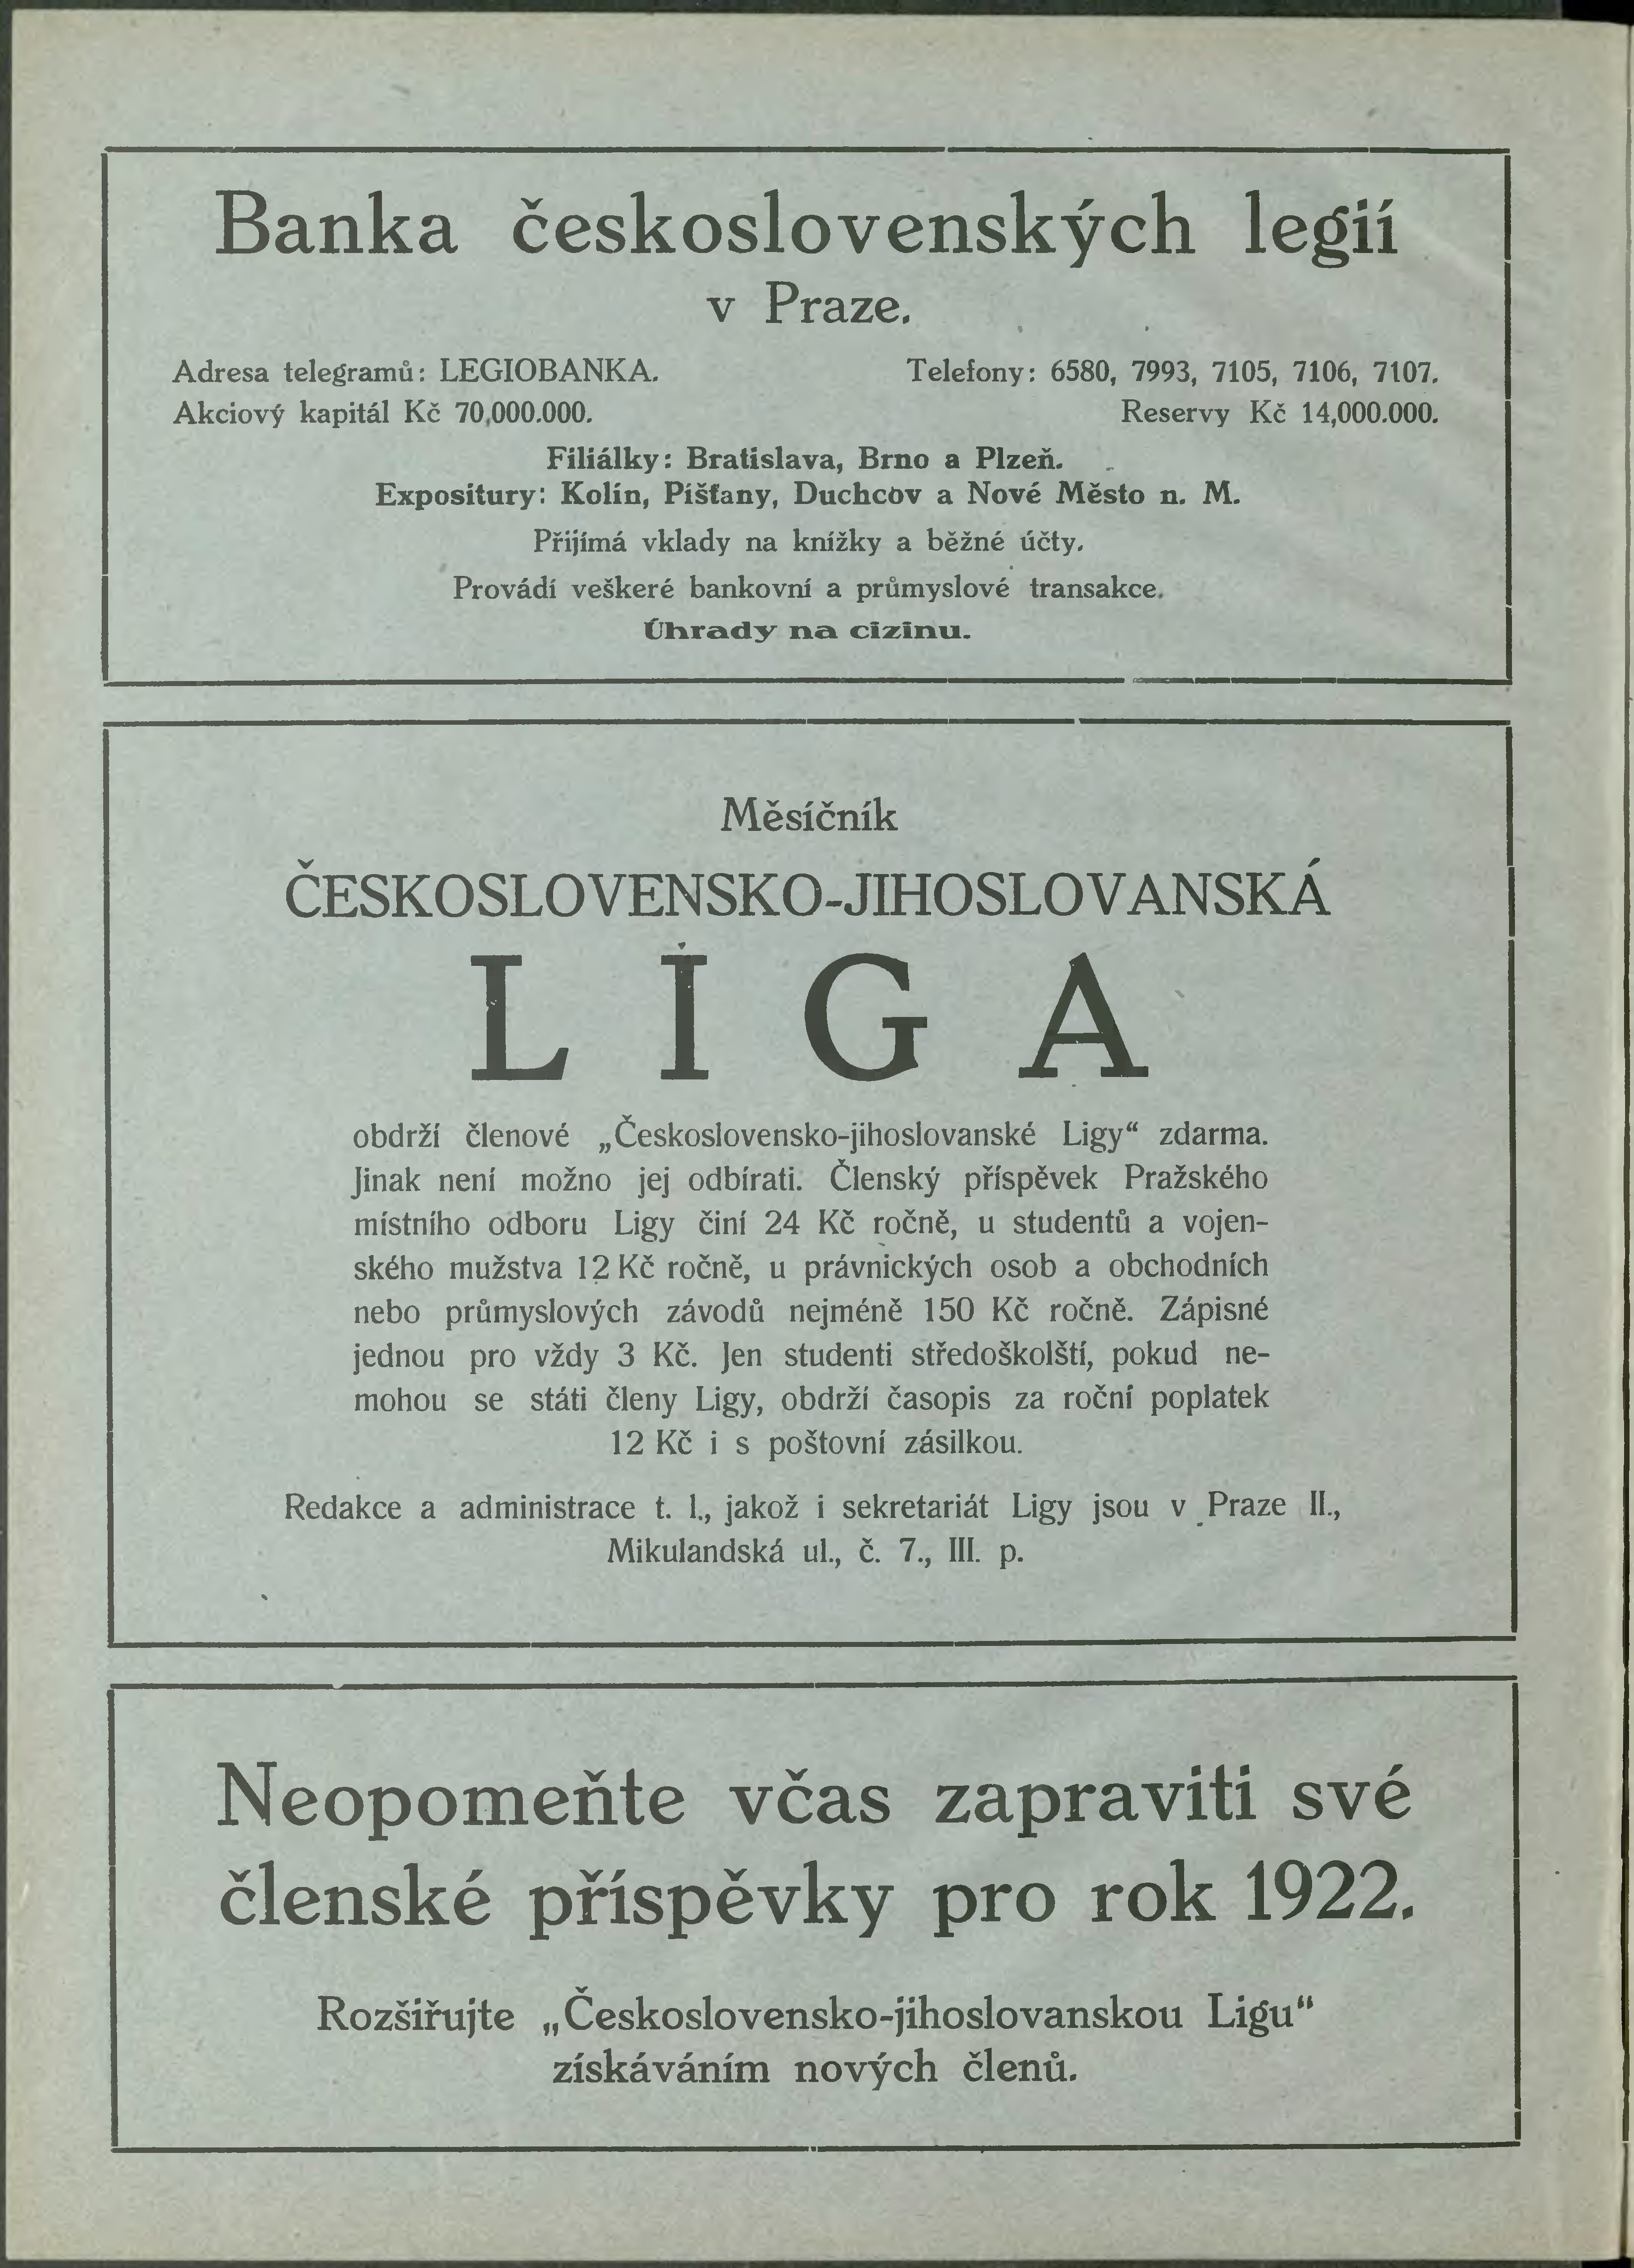 Banka československých legií
v Praze.
Adresa telegramů: LEGIOBANKA. Telefony: 6580, 7993, 7105, 7106, 7107.
Akciový kapitál Kč 70,000.000. Reservy Kč 14,000.000.
Filiálky: Bratislava, Brno a Plzeň.
Expositury: Kolín, Píšťany, Duchcov a Nové Město n. M.
Přijímá vklady na knížky a běžné účty.
Provádí veškeré bankovní a průmyslové transakce.
Úhrady na cizinu.
Měsíčník
ČESKOSLOVENSKO-JIHOSLOVANSKÁ
LIGA
obdrží členové „Československo-jihoslovanské Ligy“ zdarma.
Jinak není možno jej odbírati. Členský příspěvek Pražského
místního odboru Ligy činí 24 Kč ročně, u studentů a vojen-
ského mužstva 12 Kč ročně, u právnických osob a obchodních
nebo průmyslových závodů nejméně 150 Kč ročně. Zápisné
jednou pro vždy 3 Kč. Jen studenti středoškolští, pokud ne-
mohou se státi členy Ligy, obdrží časopis za roční poplatek
12 Kč i s poštovní zásilkou.
Redakce a administrace t. l., jakož i sekretariát Ligy jsou v Praze II.,
Mikulandská ul., č. 7., III. p.
Neopomeňte včas zapraviti své
členské příspěvky pro rok 1922.
Rozšiřujte „Československo-jihoslovanskou Ligu“
získáváním nových členů.